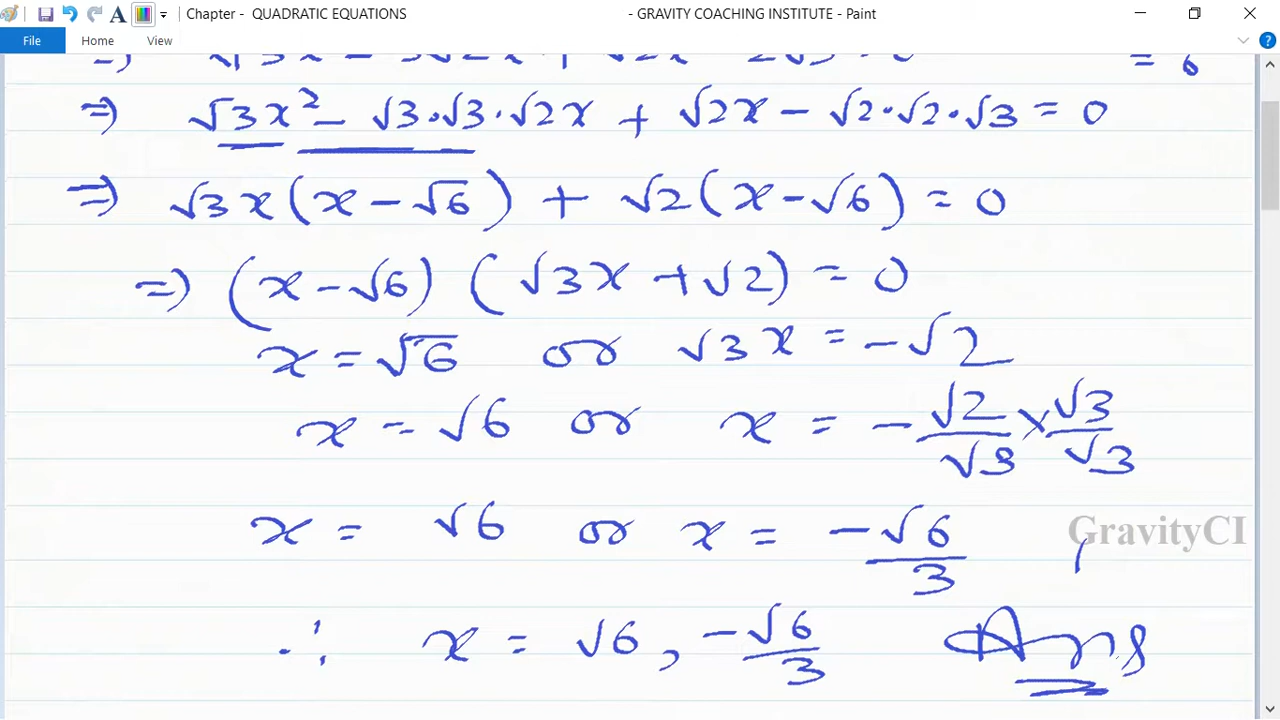 Chapter - QUADRATIC EQUATIONS - GRAVITY COACHING INSTITUTE - Paint
File Home View
= 6
⇒ √3x² - √3·√3·√2x + √2x - √2·√2·√3 = 0
⇒ √3x(x - √6) + √2(x - √6) = 0
⇒ (x - √6) (√3x + √2) = 0
x = √6 or √3x = -√2
x = √6 or x = -√2/√3 × √3/√3
x = √6 or x = -√6/3
GravityCI
∴ x = √6, -√6/3 Ans